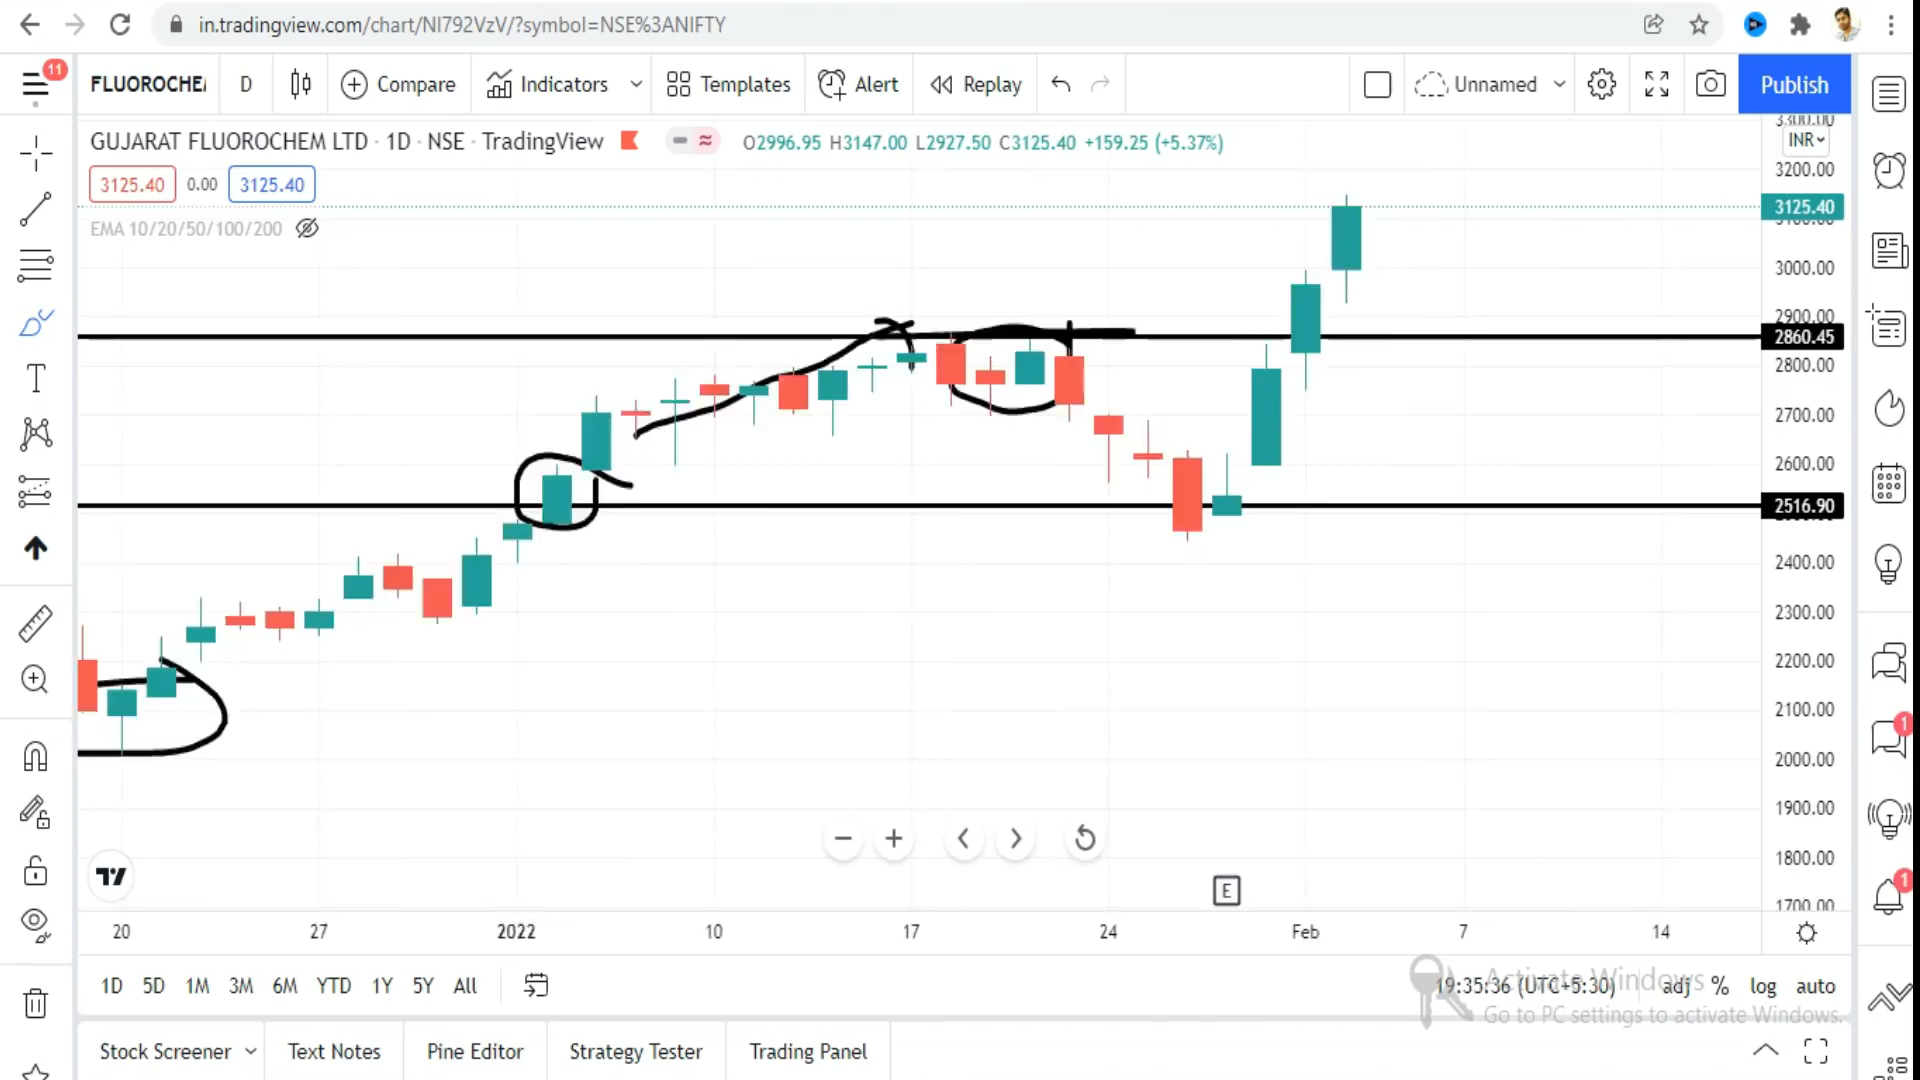 in.tradingview.com/chart/NI792VzV/?symbol=NSE%3ANIFTY
11
FLUOROCHE
D
Compare
Indicators
Templates
Alert
Replay
Unnamed
Publish
GUJARAT FLUOROCHEM LTD · 1D · NSE · TradingView
O2996.95 H3147.00 L2927.50 C3125.40 +159.25 (+5.37%)
INR
3125.40 0.00 3125.40
EMA 10/20/50/100/200
3300.00
3200.00
3125.40
3100.00
3000.00
2900.00
2860.45
2800.00
2700.00
2600.00
2516.90
2400.00
2300.00
2200.00
2100.00
2000.00
1900.00
1800.00
1700.00
1
1
E
20 27 2022 10 17 24 Feb 7 14
1D 5D 1M 3M 6M YTD 1Y 5Y All
19:35:36 (UTC+5:30) adj % log auto
Activate Windows
Go to PC settings to activate Windows.
Stock Screener Text Notes Pine Editor Strategy Tester Trading Panel